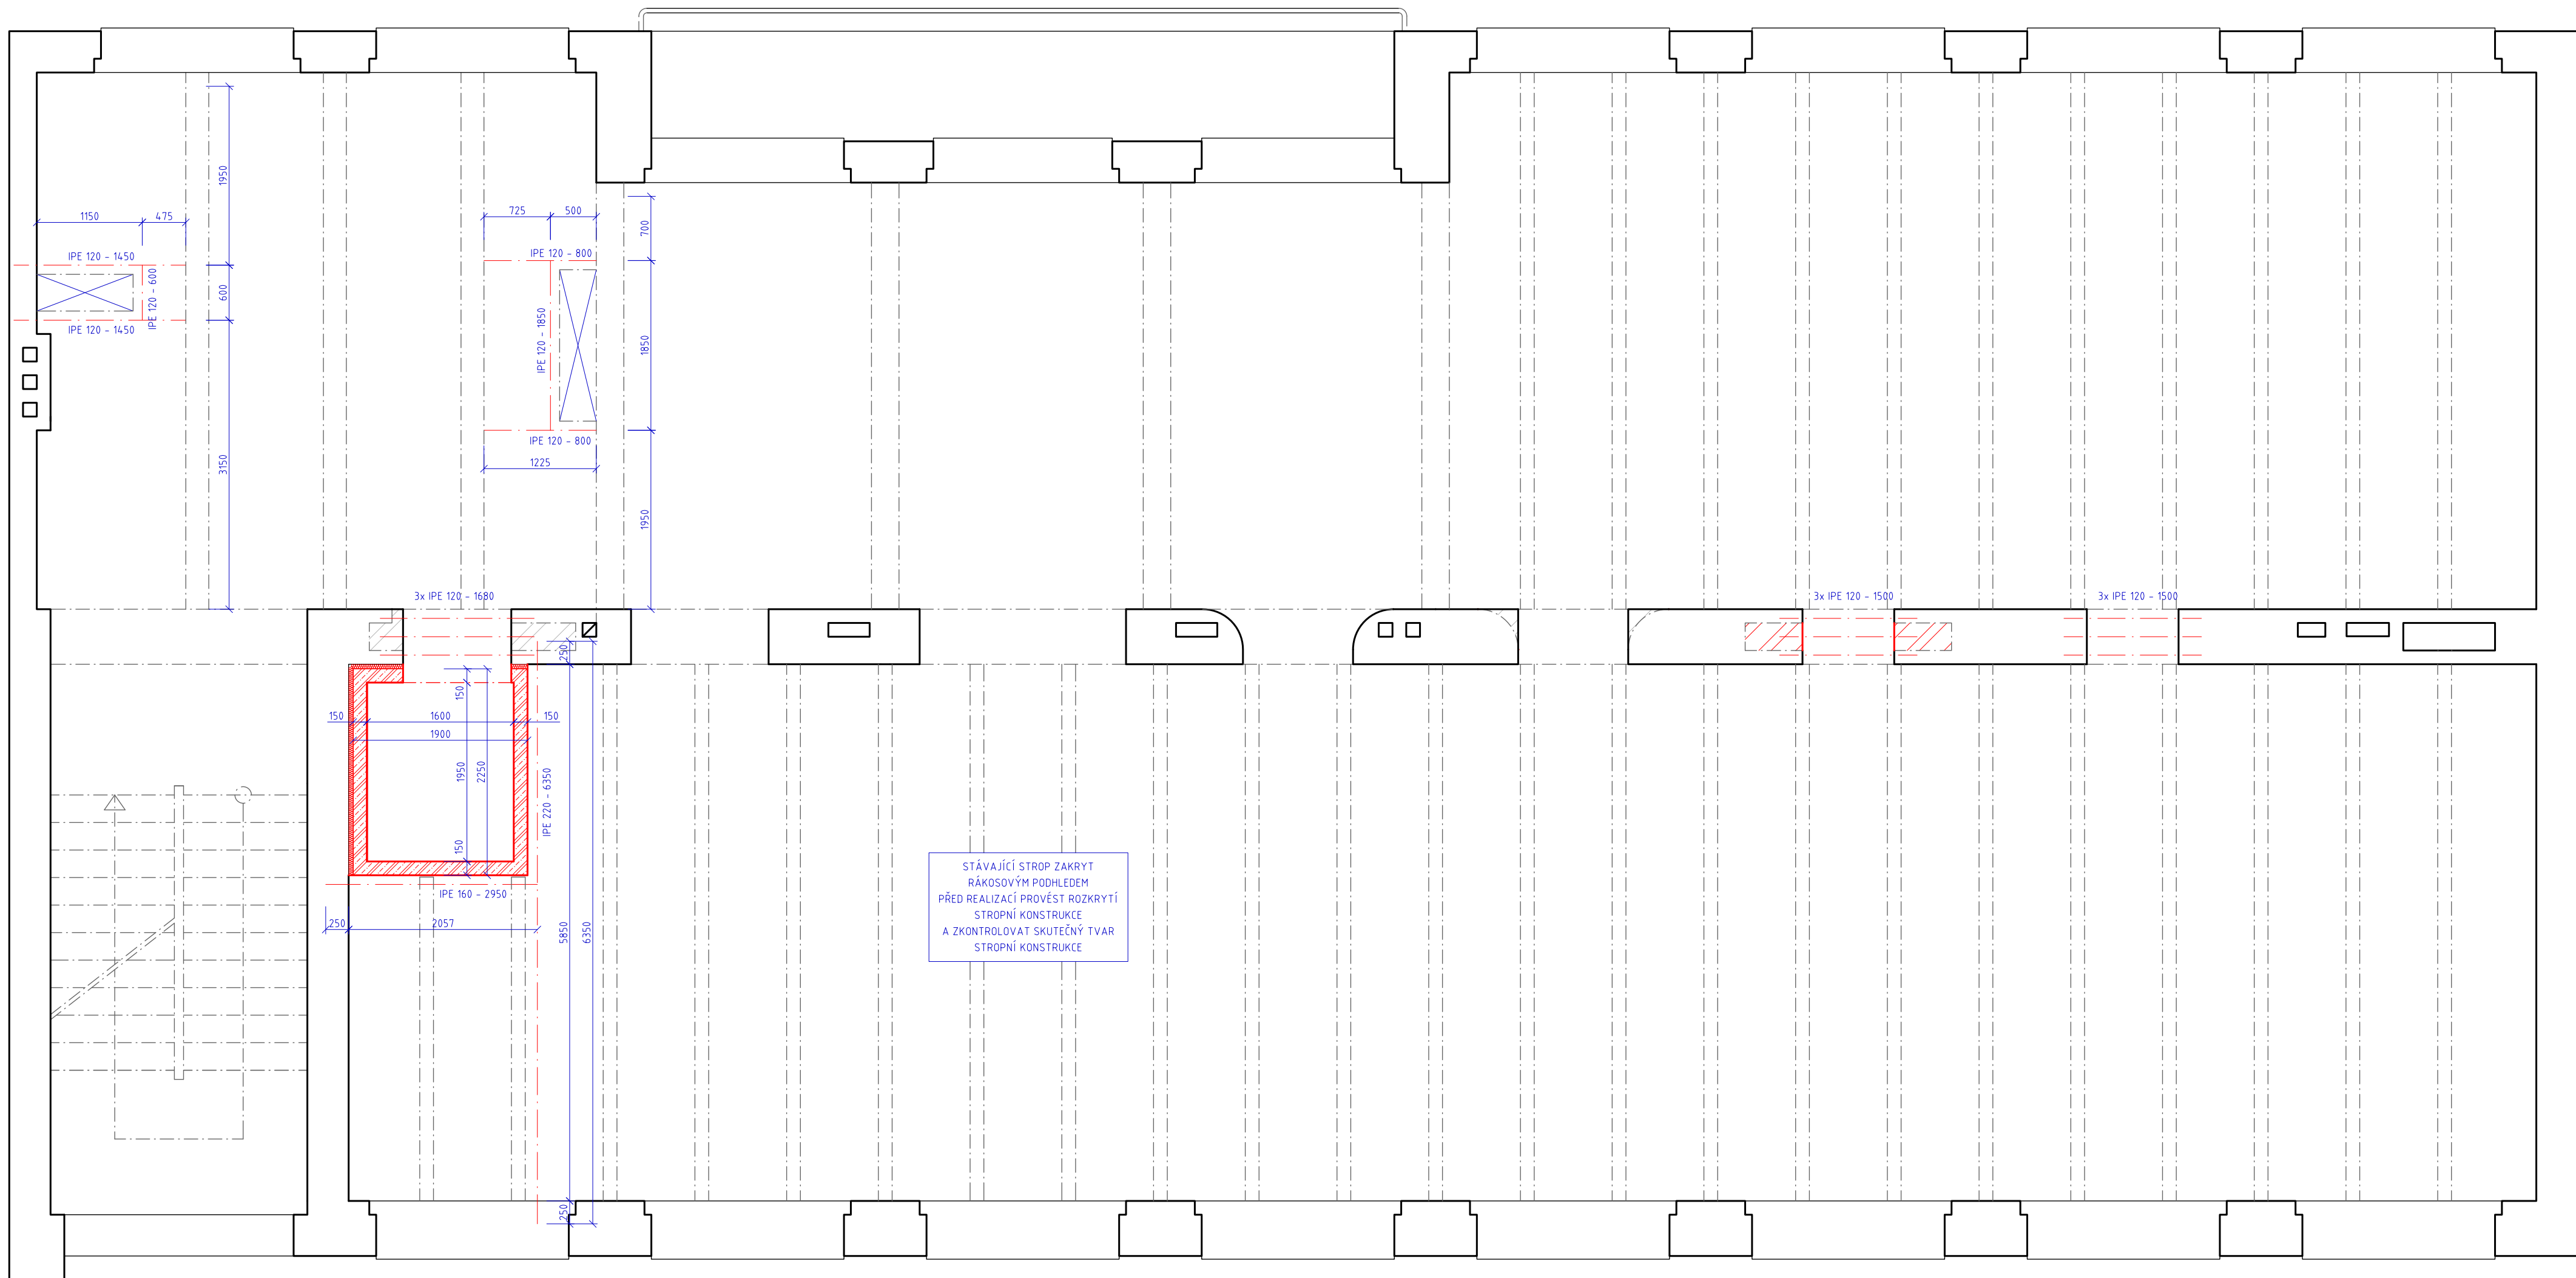 1950
1150
475
725
500
700
IPE 120 - 1450
IPE 120 - 800
IPE 120 - 600
600
IPE 120 - 1450
IPE 120 - 1850
1850
IPE 120 - 800
3150
1225
1950
3x IPE 120 - 1680
3x IPE 120 - 1500
3x IPE 120 - 1500
250
150
150
1600
150
1900
1950
2250
IPE 220 - 6350
150
IPE 160 - 2950
250
2057
5850
6350
STÁVAJÍCÍ STROP ZAKRYT
RÁKOSOVÝM PODHLEDEM
PŘED REALIZACÍ PROVÉST ROZKRYTÍ
STROPNÍ KONSTRUKCE
A ZKONTROLOVAT SKUTEČNÝ TVAR
STROPNÍ KONSTRUKCE
250